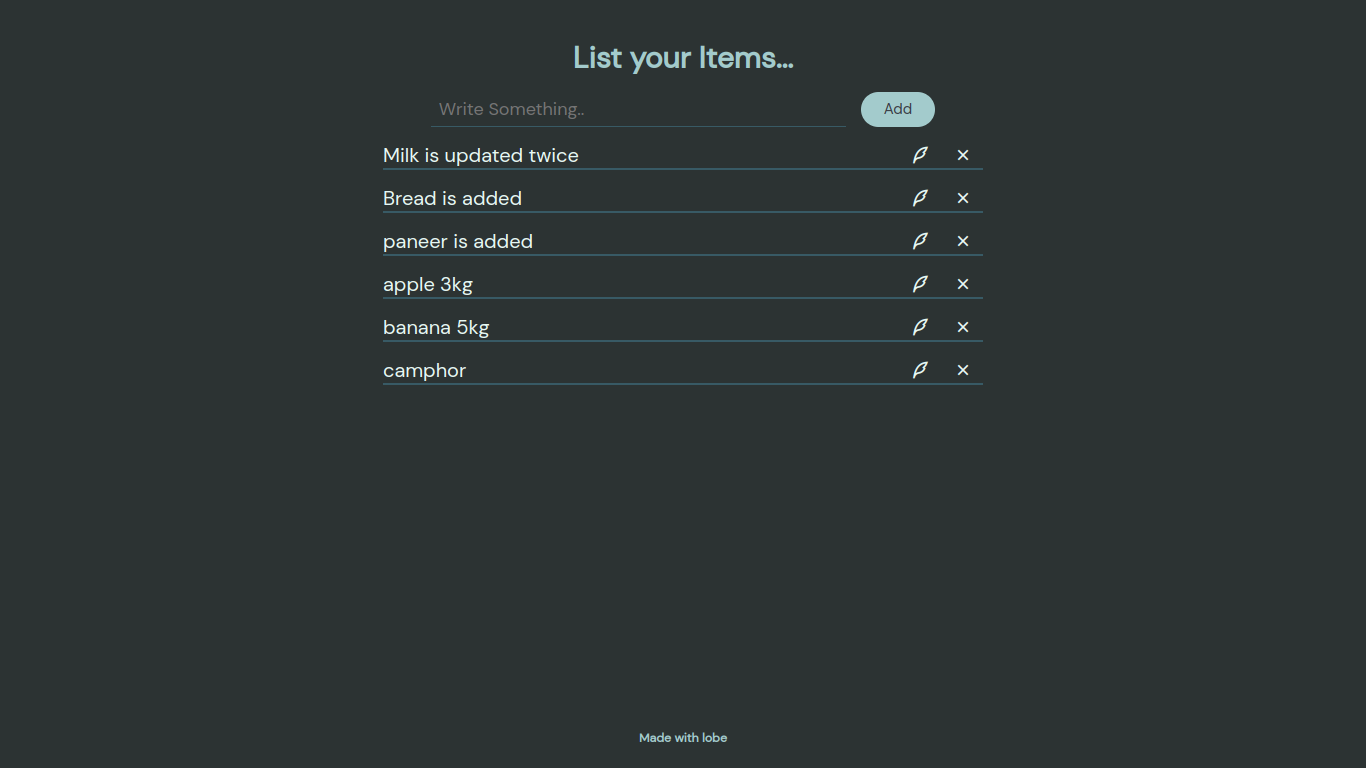 List your Items...
Write Something..
Add
Milk is updated twice
Bread is added
paneer is added
apple 3kg
banana 5kg
camphor
Made with lobe